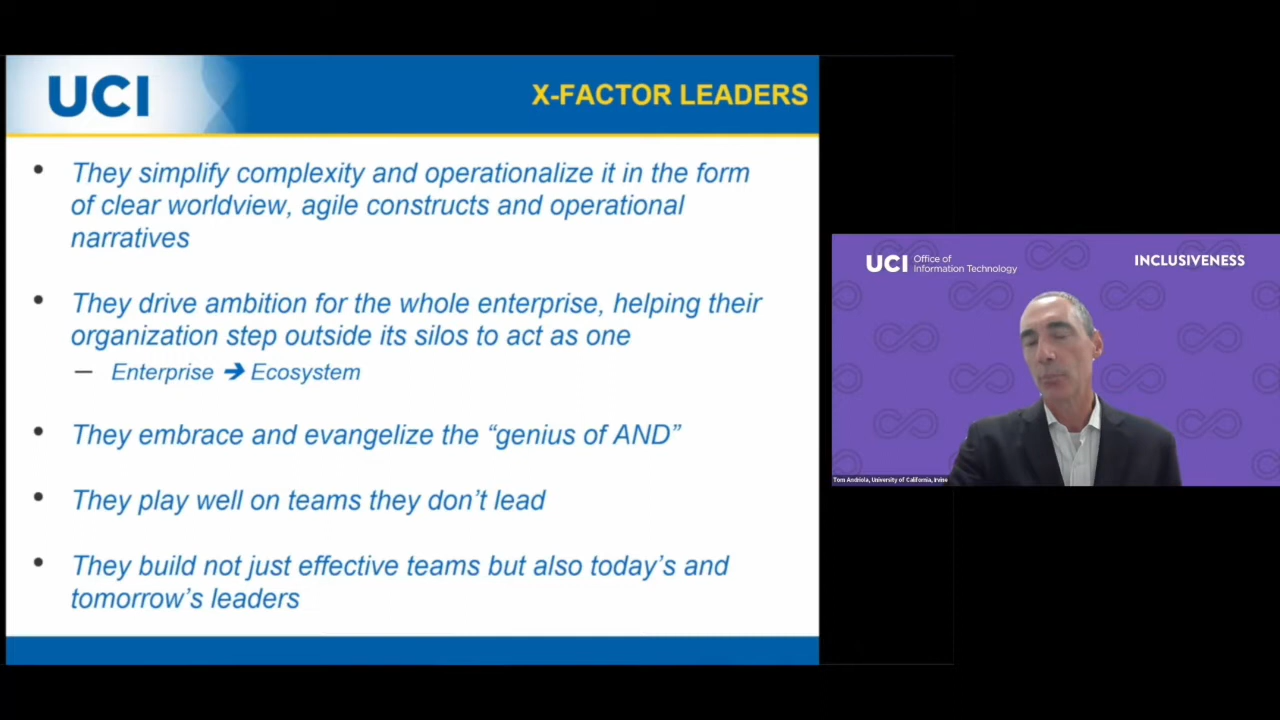 UCI
X-FACTOR LEADERS
• They simplify complexity and operationalize it in the form
of clear worldview, agile constructs and operational
narratives
• They drive ambition for the whole enterprise, helping their
organization step outside its silos to act as one
— Enterprise ➔ Ecosystem
• They embrace and evangelize the “genius of AND”
• They play well on teams they don’t lead
• They build not just effective teams but also today’s and
tomorrow’s leaders
UCI Office of
Information Technology
INCLUSIVENESS
Tom Andriola, University of California, Irvine